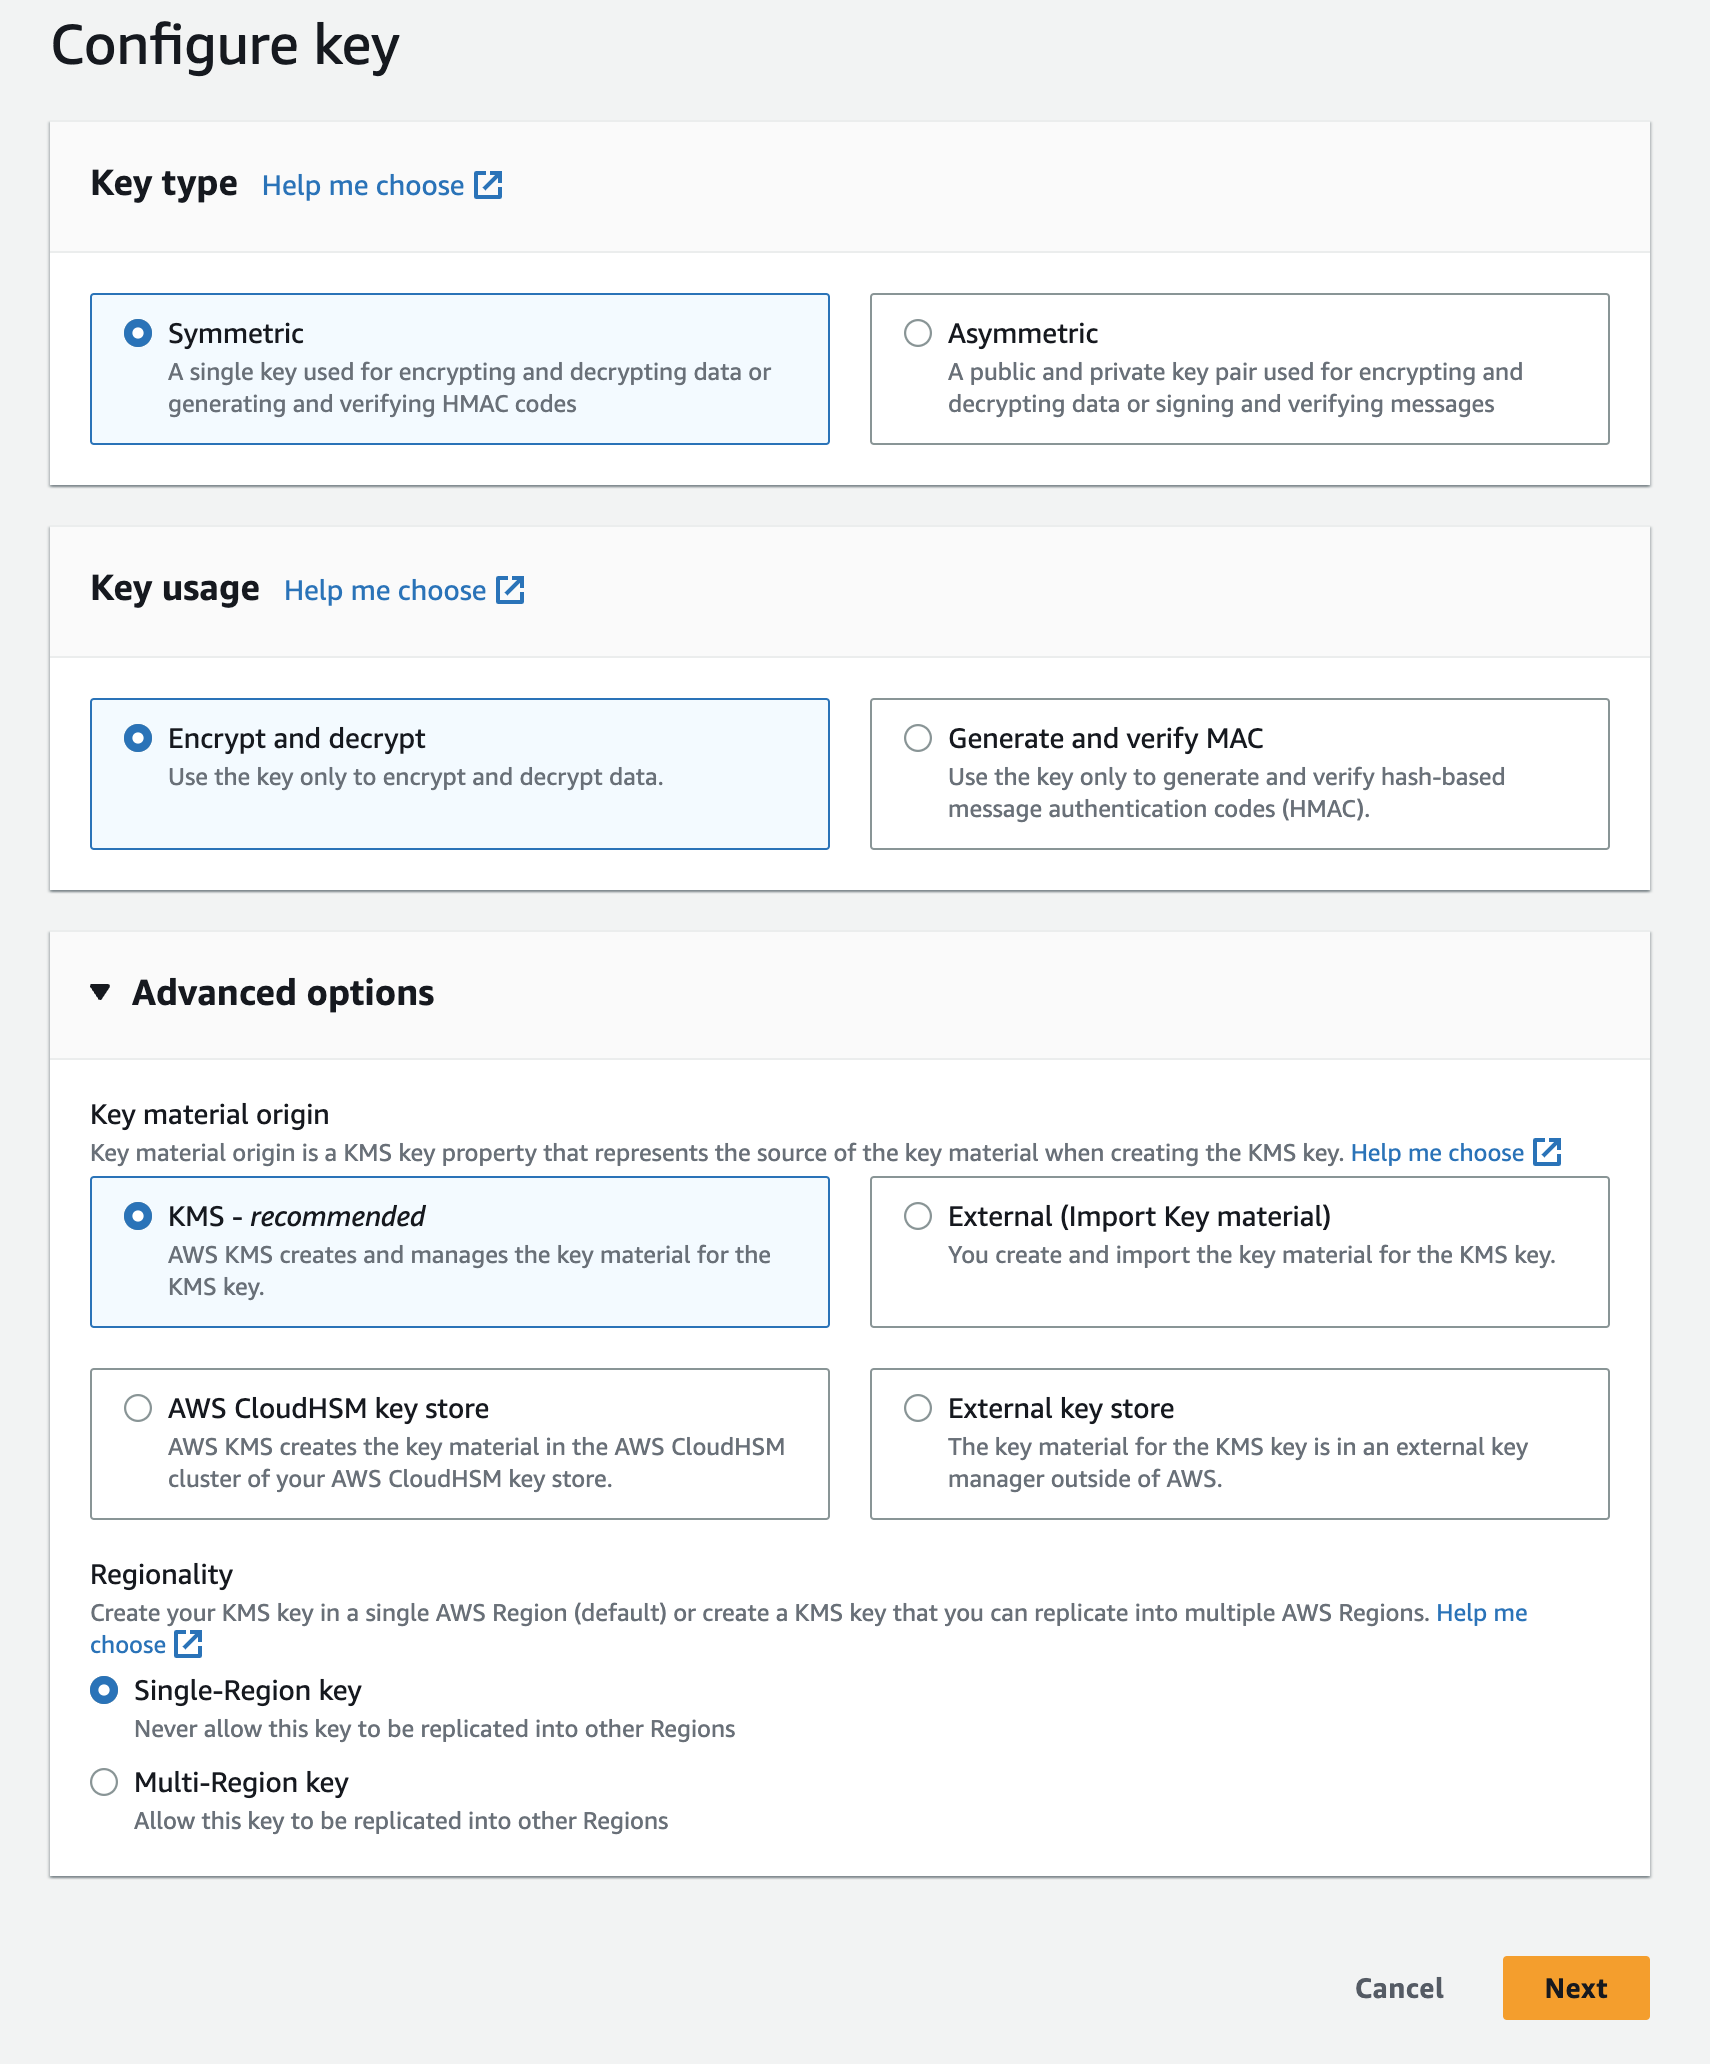 Configure key
Key type Help me choose
Symmetric
A single key used for encrypting and decrypting data or
generating and verifying HMAC codes
Asymmetric
A public and private key pair used for encrypting and
decrypting data or signing and verifying messages
Key usage Help me choose
Encrypt and decrypt
Use the key only to encrypt and decrypt data.
Generate and verify MAC
Use the key only to generate and verify hash-based
message authentication codes (HMAC).
Advanced options
Key material origin
Key material origin is a KMS key property that represents the source of the key material when creating the KMS key. Help me choose
KMS - recommended
AWS KMS creates and manages the key material for the
KMS key.
External (Import Key material)
You create and import the key material for the KMS key.
AWS CloudHSM key store
AWS KMS creates the key material in the AWS CloudHSM
cluster of your AWS CloudHSM key store.
External key store
The key material for the KMS key is in an external key
manager outside of AWS.
Regionality
Create your KMS key in a single AWS Region (default) or create a KMS key that you can replicate into multiple AWS Regions. Help me
choose
Single-Region key
Never allow this key to be replicated into other Regions
Multi-Region key
Allow this key to be replicated into other Regions
Cancel Next